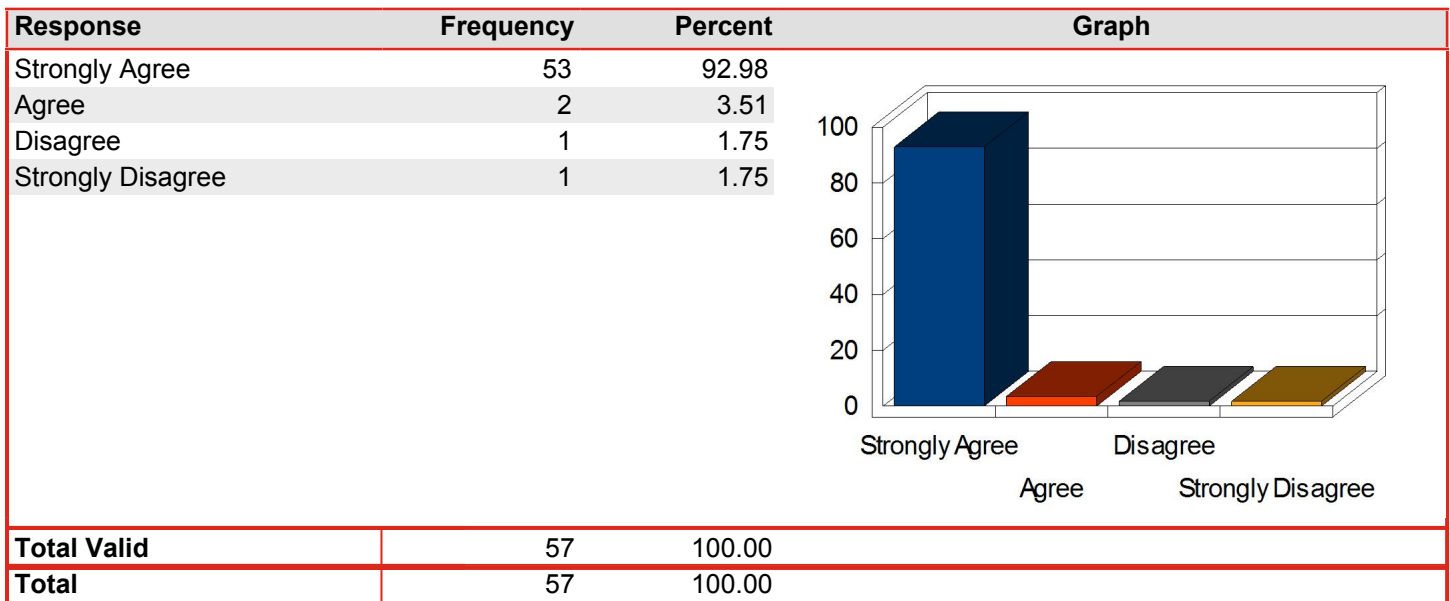 Response Frequency Percent Graph
Strongly Agree 53 92.98
Agree 2 3.51
Disagree 1 1.75
Strongly Disagree 1 1.75
100
80
60
40
20
0
Strongly Agree Disagree
Agree Strongly Disagree
Total Valid 57 100.00
Total 57 100.00